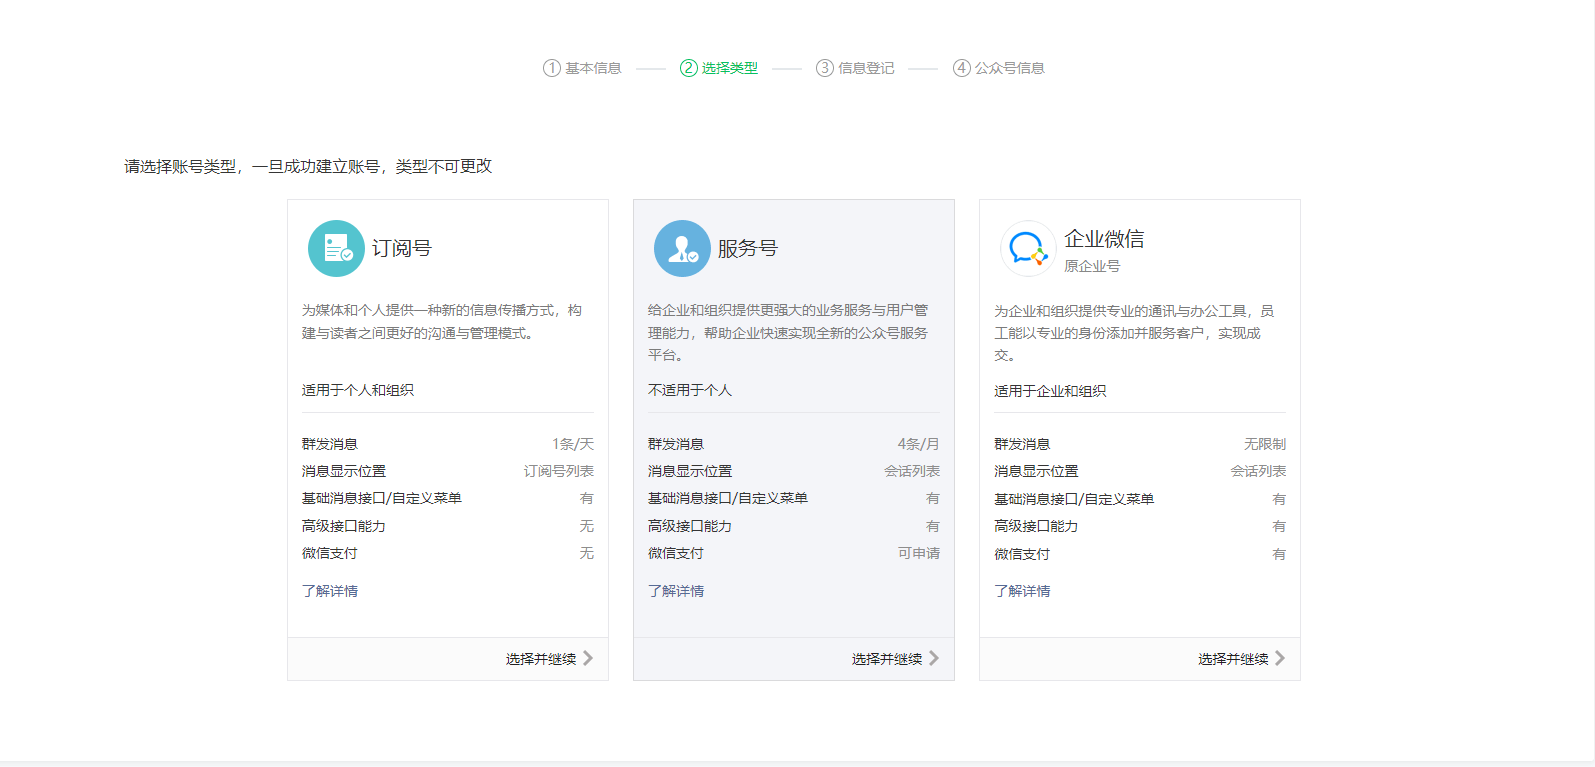 ① 基本信息 ② 选择类型 ③ 信息登记 ④ 公众号信息
请选择账号类型，一旦成功建立账号，类型不可更改
订阅号
为媒体和个人提供一种新的信息传播方式，构
建与读者之间更好的沟通与管理模式。
适用于个人和组织
群发消息 1条/天
消息显示位置 订阅号列表
基础消息接口/自定义菜单 有
高级接口能力 无
微信支付 无
了解详情
选择并继续
服务号
给企业和组织提供更强大的业务服务与用户管
理能力，帮助企业快速实现全新的公众号服务
平台。
不适用于个人
群发消息 4条/月
消息显示位置 会话列表
基础消息接口/自定义菜单 有
高级接口能力 有
微信支付 可申请
了解详情
选择并继续
企业微信
原企业号
为企业和组织提供专业的通讯与办公工具，员
工能以专业的身份添加并服务客户，实现成
交。
适用于企业和组织
群发消息 无限制
消息显示位置 会话列表
基础消息接口/自定义菜单 有
高级接口能力 有
微信支付 有
了解详情
选择并继续